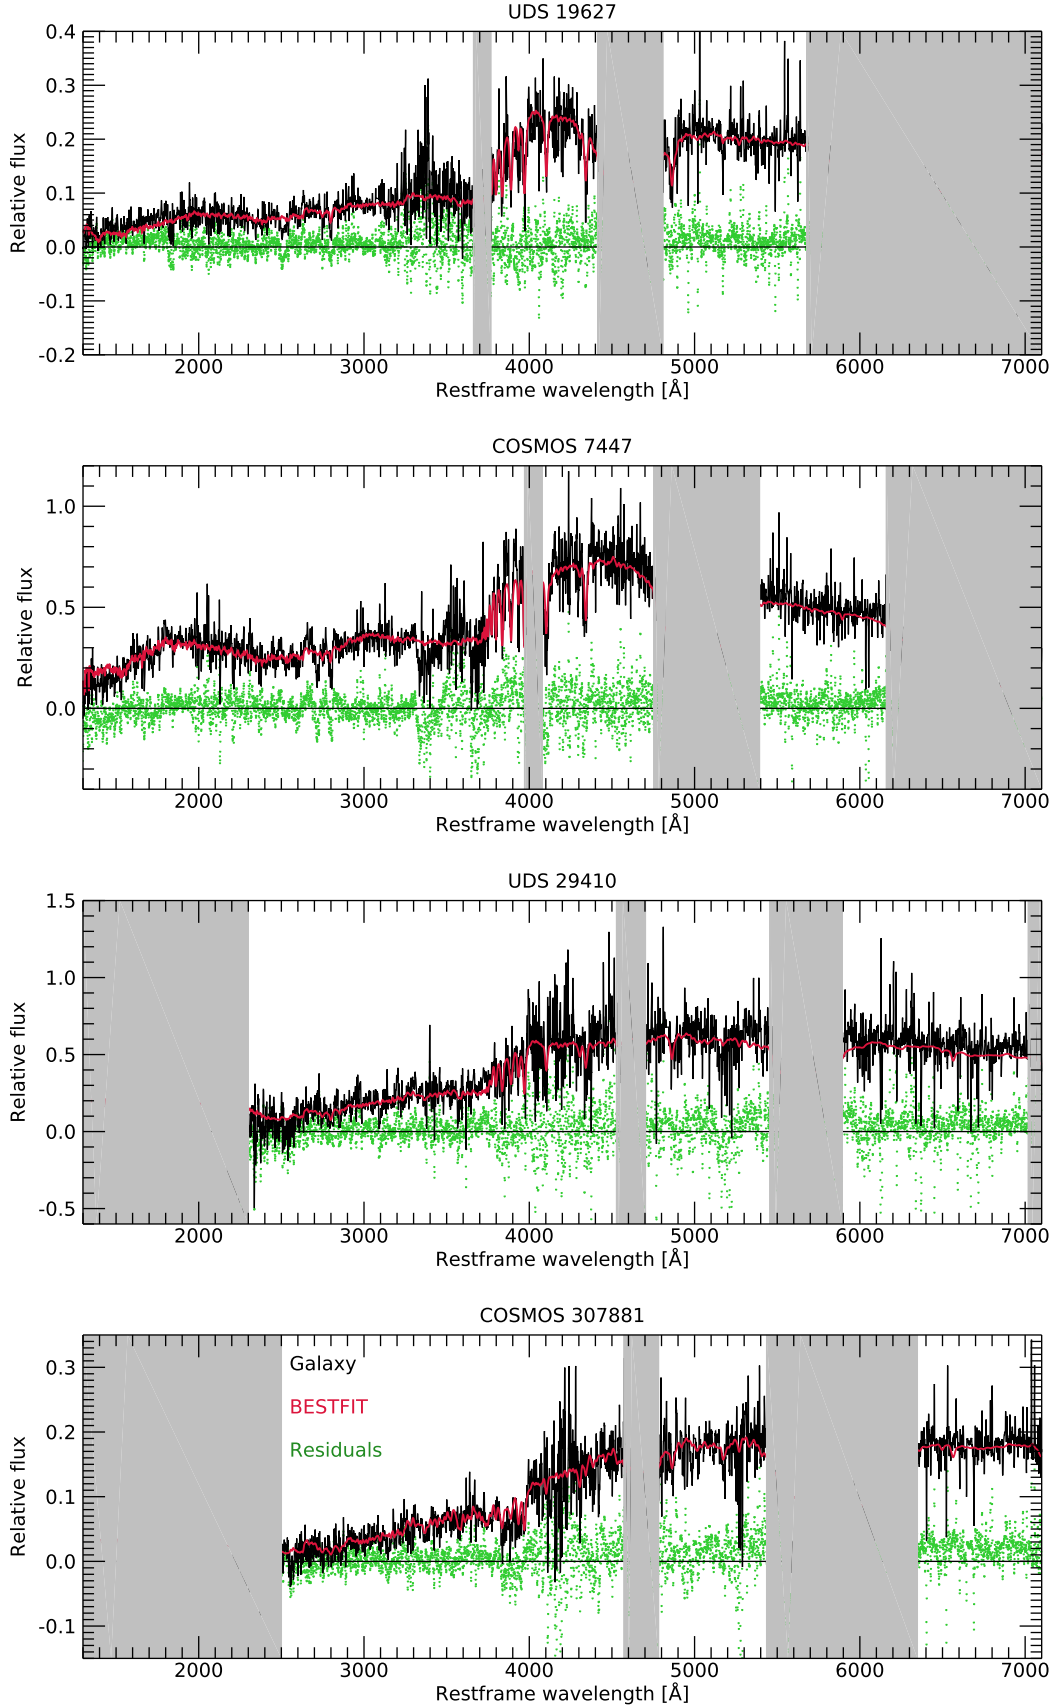 UDS 19627
0.4
0.3
0.2
0.1
0.0
-0.1
-0.2
Relative flux
2000 3000 4000 5000 6000 7000
Restframe wavelength [Å]
COSMOS 7447
1.0
0.5
0.0
Relative flux
2000 3000 4000 5000 6000 7000
Restframe wavelength [Å]
UDS 29410
1.5
1.0
0.5
0.0
-0.5
Relative flux
2000 3000 4000 5000 6000 7000
Restframe wavelength [Å]
COSMOS 307881
0.3
0.2
0.1
0.0
-0.1
Relative flux
Galaxy
BESTFIT
Residuals
2000 3000 4000 5000 6000 7000
Restframe wavelength [Å]